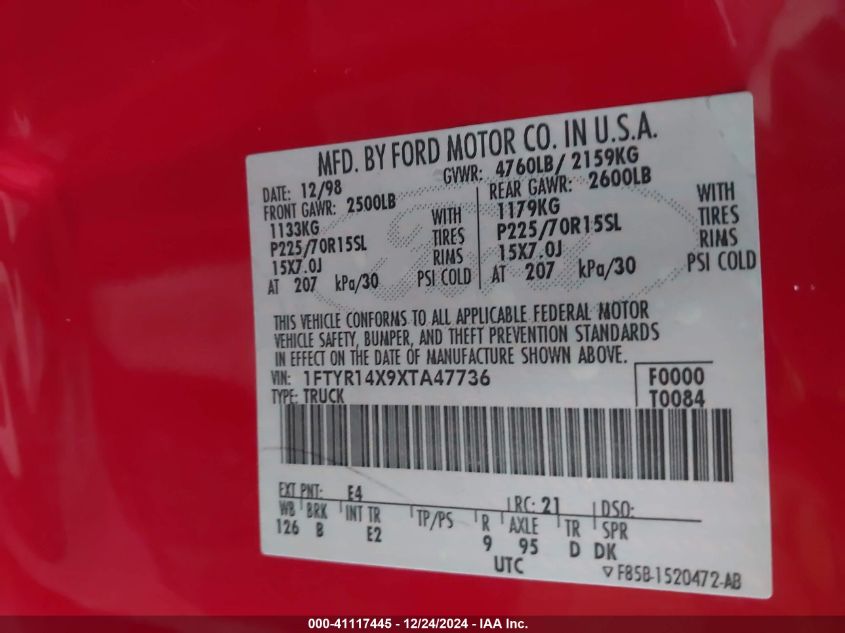 MFD. BY FORD MOTOR CO. IN U.S.A.
DATE: 12/98 GVWR: 4760LB/ 2159KG
FRONT GAWR: 2500LB REAR GAWR: 2600LB
1133KG WITH 1179KG WITH
P225/70R15SL TIRES P225/70R15SL TIRES
15X7.0J RIMS 15X7.0J RIMS
AT 207 kPa/30 PSI COLD AT 207 kPa/30 PSI COLD
THIS VEHICLE CONFORMS TO ALL APPLICABLE FEDERAL MOTOR
VEHICLE SAFETY, BUMPER, AND THEFT PREVENTION STANDARDS
IN EFFECT ON THE DATE OF MANUFACTURE SHOWN ABOVE.
VIN: 1FTYR14X9XTA47736 F0000
TYPE: TRUCK T0084
EXT PNT: E4 RC: 21 DSO:
WB BRK INT TR TP/PS R AXLE TR SPR
126 B E2 9 95 D DK
UTC ▽ F85B-1520472-AB
000-41117445 - 12/24/2024 - IAA Inc.